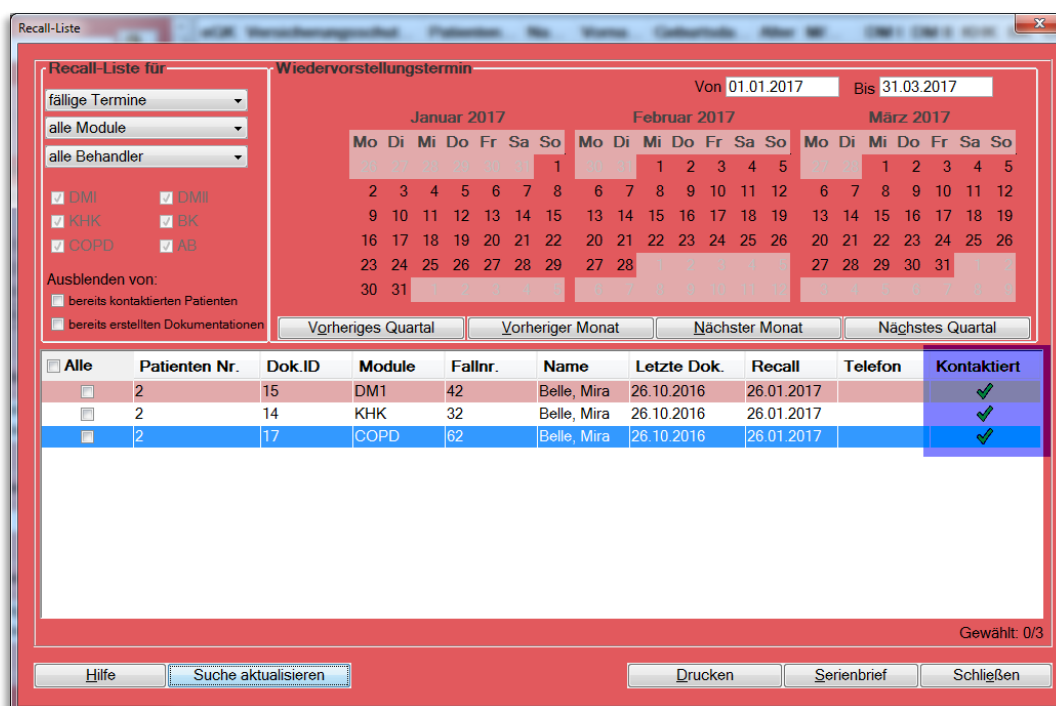 Recall-Liste
Recall-Liste für
fällige Termine
alle Module
alle Behandler
DMI DMII
KHK BK
COPD AB
Ausblenden von:
bereits kontaktierten Patienten
bereits erstellten Dokumentationen
Wiedervorstellungstermin
Von 01.01.2017 Bis 31.03.2017
Januar 2017 Februar 2017 März 2017
Mo Di Mi Do Fr Sa So Mo Di Mi Do Fr Sa So Mo Di Mi Do Fr Sa So
1 1 2 3 4 5 1 2 3 4 5
2 3 4 5 6 7 8 6 7 8 9 10 11 12 6 7 8 9 10 11 12
9 10 11 12 13 14 15 13 14 15 16 17 18 19 13 14 15 16 17 18 19
16 17 18 19 20 21 22 20 21 22 23 24 25 26 20 21 22 23 24 25 26
23 24 25 26 27 28 29 27 28 27 28 29 30 31
30 31
Vorheriges Quartal Vorheriger Monat Nächster Monat Nächstes Quartal
Alle Patienten Nr. Dok.ID Module Fallnr. Name Letzte Dok. Recall Telefon Kontaktiert
2 15 DM1 42 Belle, Mira 26.10.2016 26.01.2017
2 14 KHK 32 Belle, Mira 26.10.2016 26.01.2017
2 17 COPD 62 Belle, Mira 26.10.2016 26.01.2017
Gewählt: 0/3
Hilfe Suche aktualisieren Drucken Serienbrief Schließen